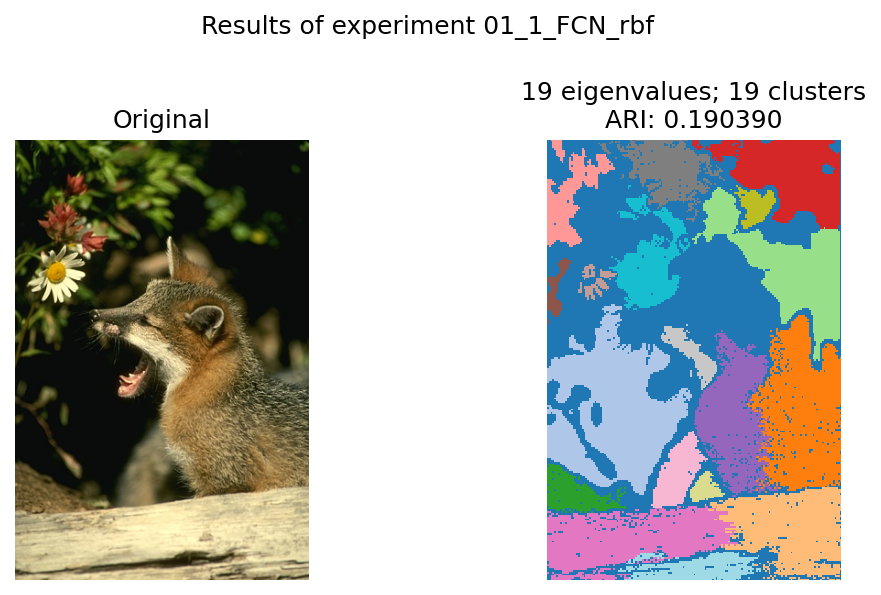 Results of experiment 01_1_FCN_rbf
Original
19 eigenvalues; 19 clusters
ARI: 0.190390